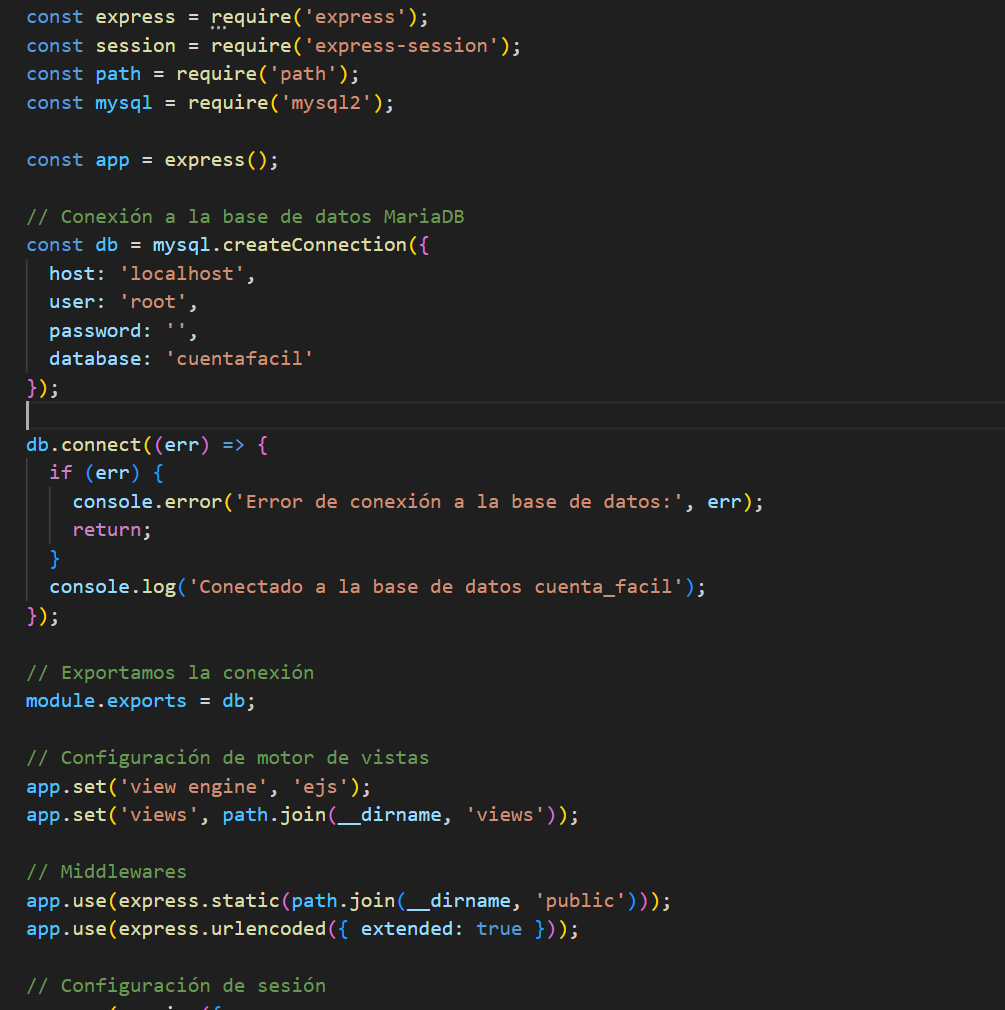 const express = require('express');
const session = require('express-session');
const path = require('path');
const mysql = require('mysql2');
const app = express();
// Conexión a la base de datos MariaDB
const db = mysql.createConnection({
  host: 'localhost',
  user: 'root',
  password: '',
  database: 'cuentafacil'
});
db.connect((err) => {
  if (err) {
    console.error('Error de conexión a la base de datos:', err);
    return;
  }
  console.log('Conectado a la base de datos cuenta_facil');
});
// Exportamos la conexión
module.exports = db;
// Configuración de motor de vistas
app.set('view engine', 'ejs');
app.set('views', path.join(__dirname, 'views'));
// Middlewares
app.use(express.static(path.join(__dirname, 'public')));
app.use(express.urlencoded({ extended: true }));
// Configuración de sesión